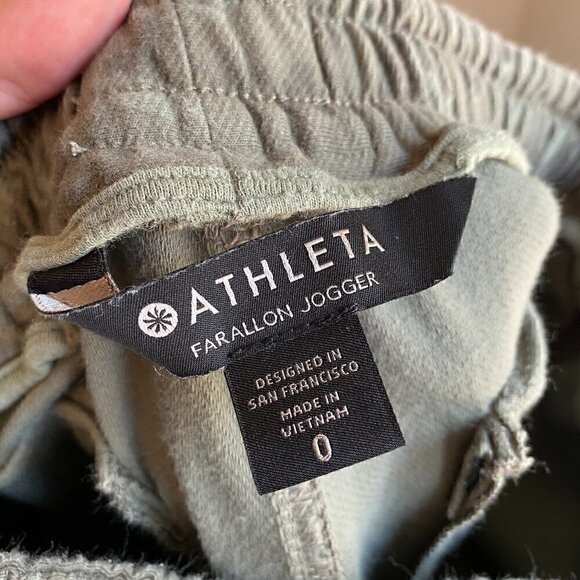 ATHLETA
FARALLON JOGGER
DESIGNED IN
SAN FRANCISCO
MADE IN
VIETNAM
0